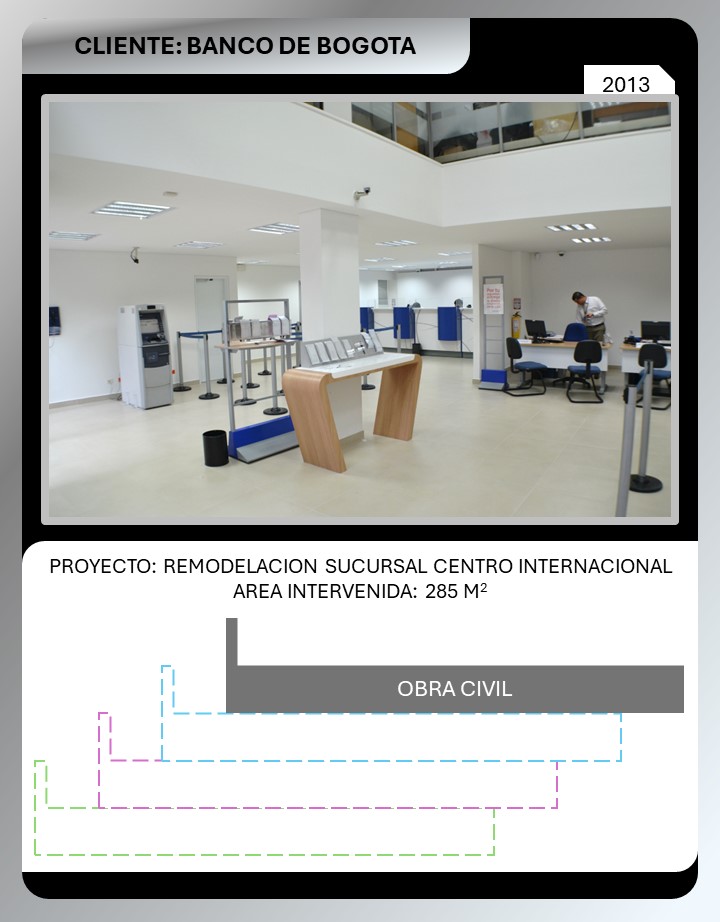 CLIENTE: BANCO DE BOGOTA
2013
PROYECTO: REMODELACION SUCURSAL CENTRO INTERNACIONAL
AREA INTERVENIDA: 285 M²
OBRA CIVIL